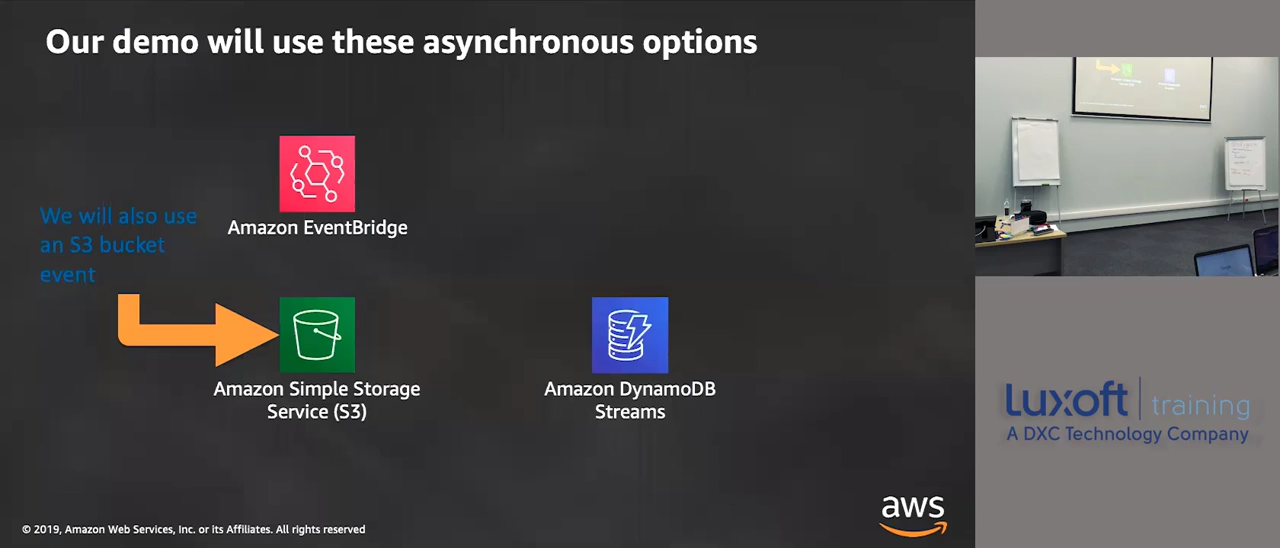 Our demo will use these asynchronous options
Amazon EventBridge
We will also use
an S3 bucket
event
Amazon Simple Storage
Service (S3)
Amazon DynamoDB
Streams
© 2019, Amazon Web Services, Inc. or its Affiliates. All rights reserved
aws
Luxoft training
A DXC Technology Company